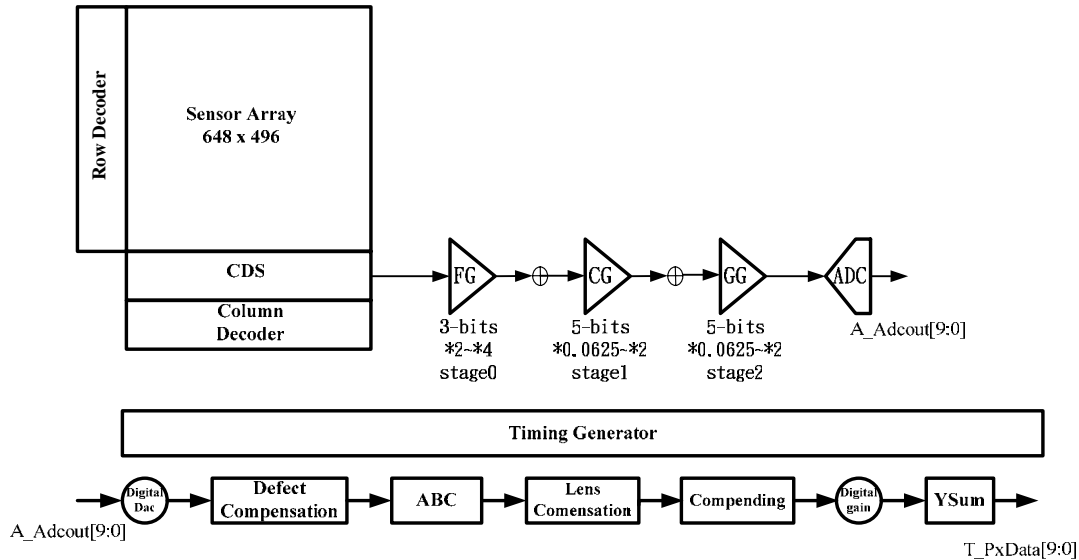 Row Decoder
Sensor Array
648 x 496
CDS
Column
Decoder
FG
CG
GG
ADC
3-bits
*2~*4
stage0
5-bits
*0.0625~*2
stage1
5-bits
*0.0625~*2
stage2
A_Adcout[9:0]
Timing Generator
A_Adcout[9:0]
Digital
Dac
Defect
Compensation
ABC
Lens
Comensation
Compending
Digital
gain
YSum
T_PxData[9:0]